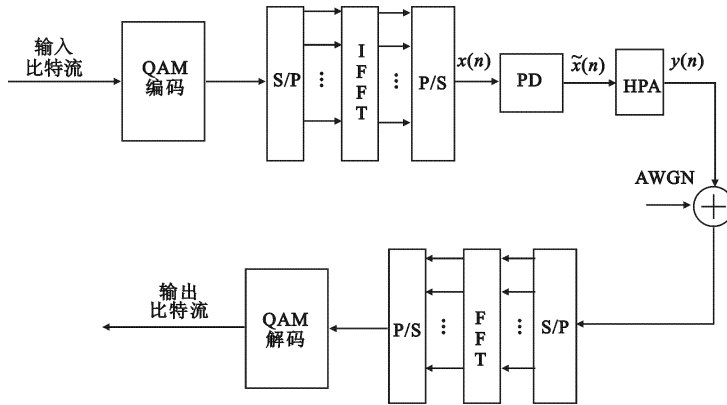 输入
比特流
QAM
编码
S/P
⋮
I
F
F
T
⋮
P/S
x(n)
PD
x̃(n)
HPA
y(n)
AWGN
输出
比特流
QAM
解码
P/S
⋮
F
F
T
⋮
S/P